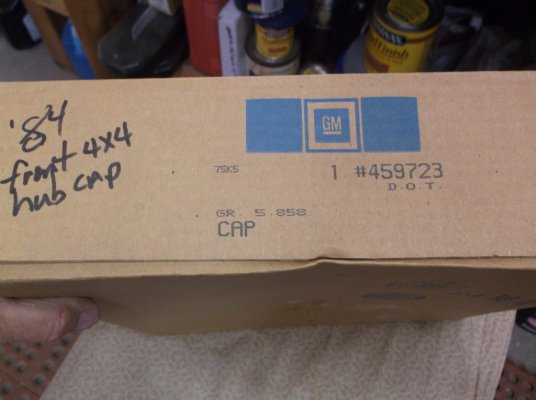 '84
front 4x4
hub cap
GM
75K5
1 #459723
D.O.T.
GR. 5.858
CAP